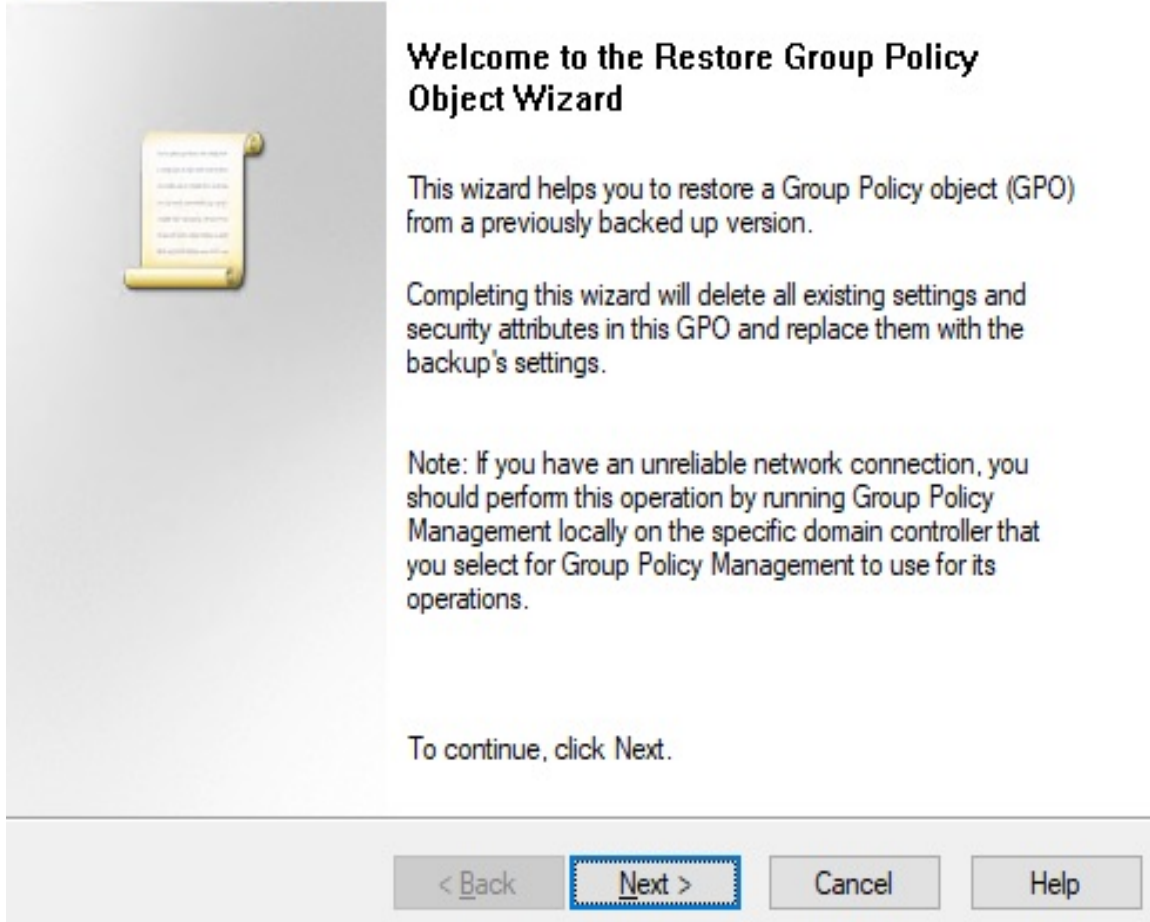 Welcome to the Restore Group Policy
Object Wizard
This wizard helps you to restore a Group Policy object (GPO)
from a previously backed up version.
Completing this wizard will delete all existing settings and
security attributes in this GPO and replace them with the
backup's settings.
Note: If you have an unreliable network connection, you
should perform this operation by running Group Policy
Management locally on the specific domain controller that
you select for Group Policy Management to use for its
operations.
To continue, click Next.
< Back
Next >
Cancel
Help